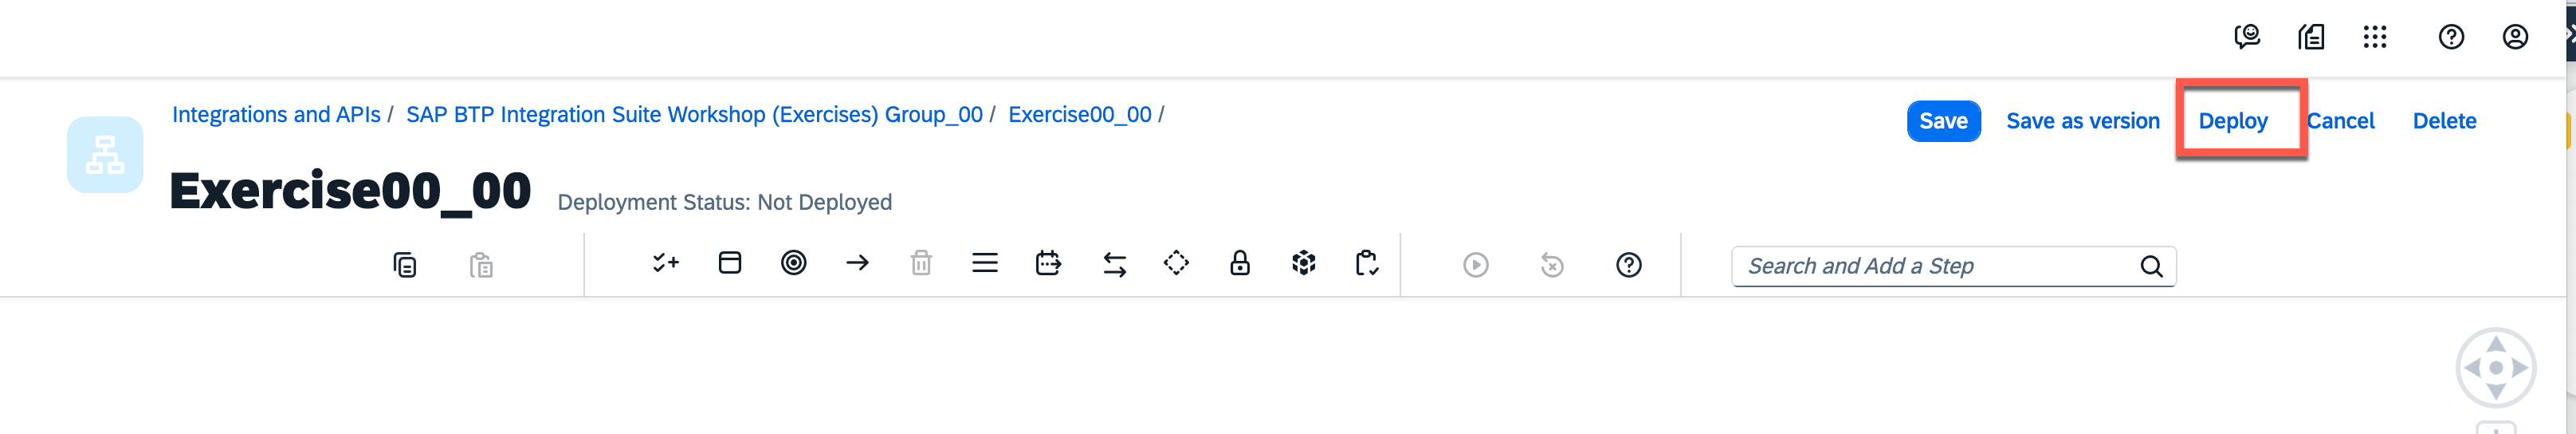 Integrations and APIs / SAP BTP Integration Suite Workshop (Exercises) Group_00 / Exercise00_00 /
Save Save as version Deploy Cancel Delete
Exercise00_00 Deployment Status: Not Deployed
Search and Add a Step